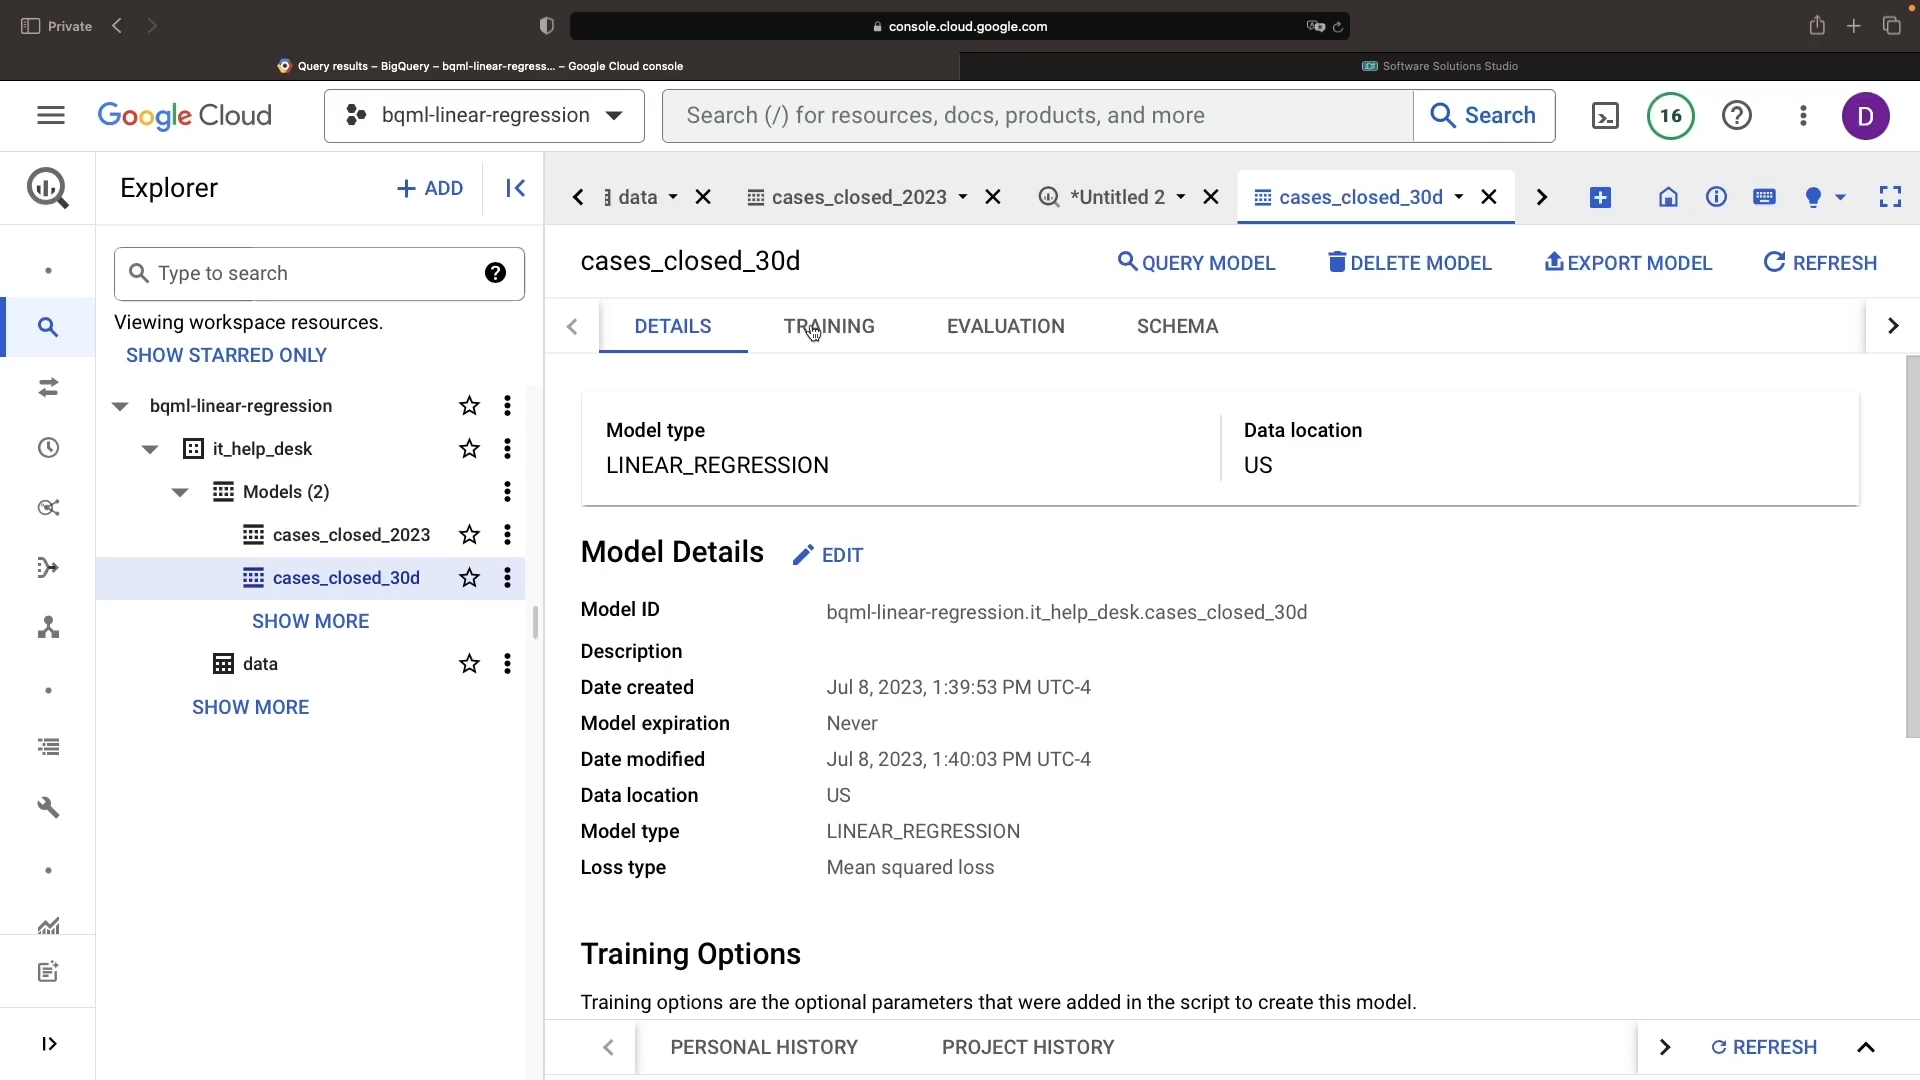 Private
console.cloud.google.com
Query results – BigQuery – bqml-linear-regress... – Google Cloud console
Software Solutions Studio
Google Cloud
bqml-linear-regression
Search (/) for resources, docs, products, and more
Search
16
D
Explorer
ADD
data
cases_closed_2023
*Untitled 2
cases_closed_30d
Type to search
Viewing workspace resources.
SHOW STARRED ONLY
bqml-linear-regression
it_help_desk
Models (2)
cases_closed_2023
cases_closed_30d
SHOW MORE
data
SHOW MORE
cases_closed_30d
QUERY MODEL
DELETE MODEL
EXPORT MODEL
REFRESH
DETAILS
TRAINING
EVALUATION
SCHEMA
Model type
LINEAR_REGRESSION
Data location
US
Model Details
EDIT
Model ID bqml-linear-regression.it_help_desk.cases_closed_30d
Description
Date created Jul 8, 2023, 1:39:53 PM UTC-4
Model expiration Never
Date modified Jul 8, 2023, 1:40:03 PM UTC-4
Data location US
Model type LINEAR_REGRESSION
Loss type Mean squared loss
Training Options
Training options are the optional parameters that were added in the script to create this model.
PERSONAL HISTORY
PROJECT HISTORY
REFRESH